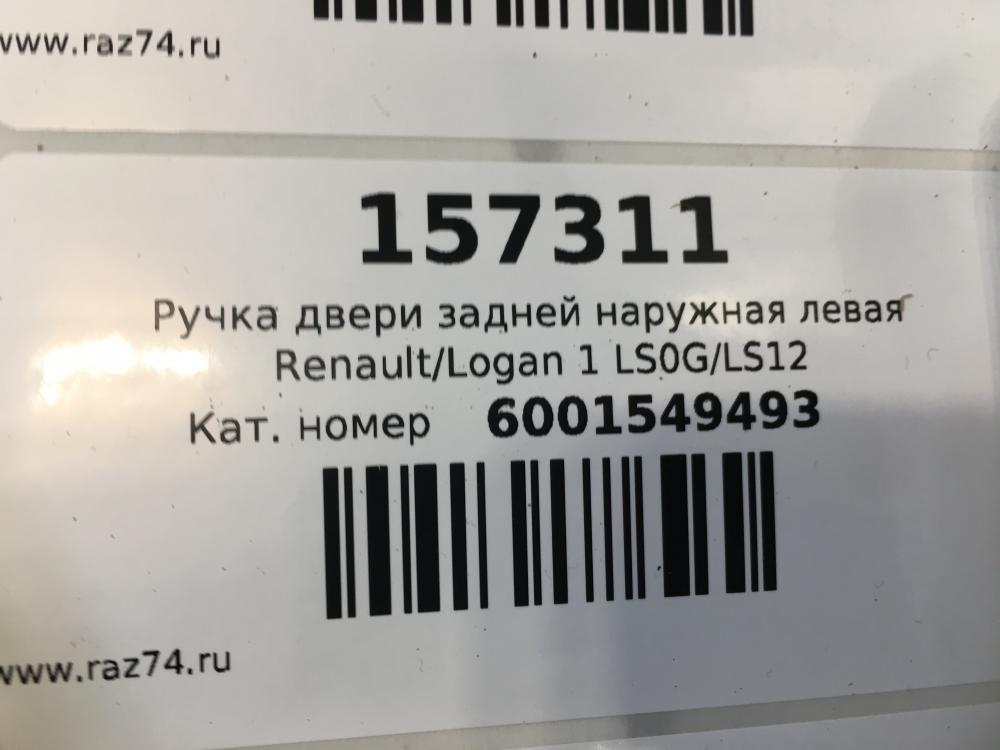 www.raz74.ru
157311
Ручка двери задней наружная левая
Renault/Logan 1 LS0G/LS12
Кат. номер 6001549493
www.raz74.ru